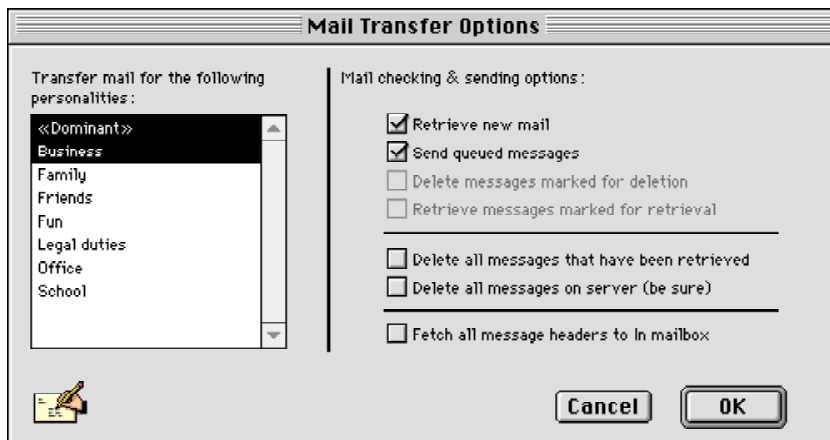 Mail Transfer Options
Transfer mail for the following
personalities:
«Dominant»
Business
Family
Friends
Fun
Legal duties
Office
School
Mail checking & sending options:
Retrieve new mail
Send queued messages
Delete messages marked for deletion
Retrieve messages marked for retrieval
Delete all messages that have been retrieved
Delete all messages on server (be sure)
Fetch all message headers to In mailbox
Cancel
OK